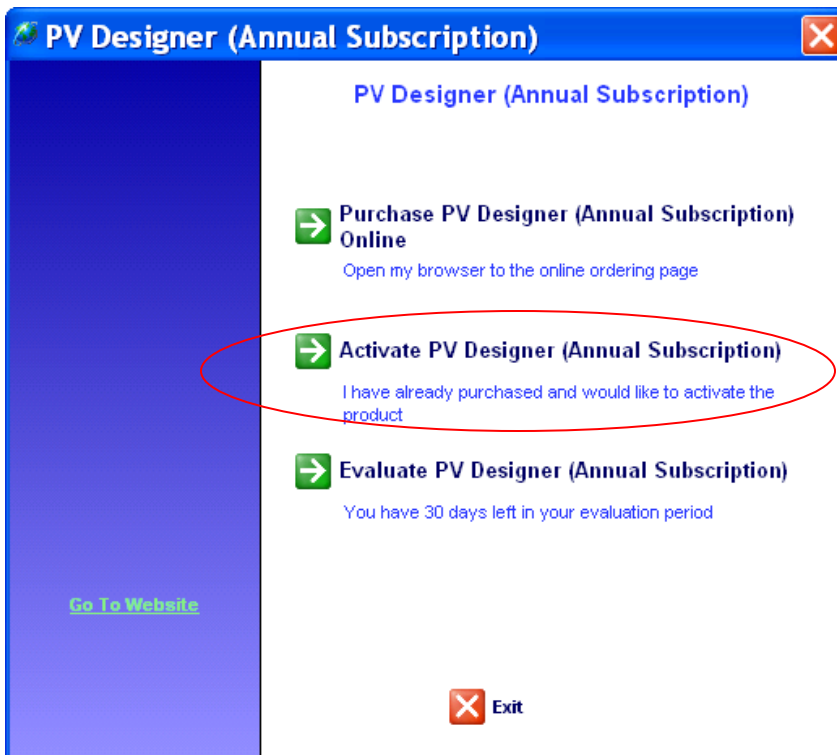 PV Designer (Annual Subscription)
PV Designer (Annual Subscription)
Purchase PV Designer (Annual Subscription)
Online
Open my browser to the online ordering page
Activate PV Designer (Annual Subscription)
I have already purchased and would like to activate the
product
Evaluate PV Designer (Annual Subscription)
You have 30 days left in your evaluation period
Go To Website
Exit